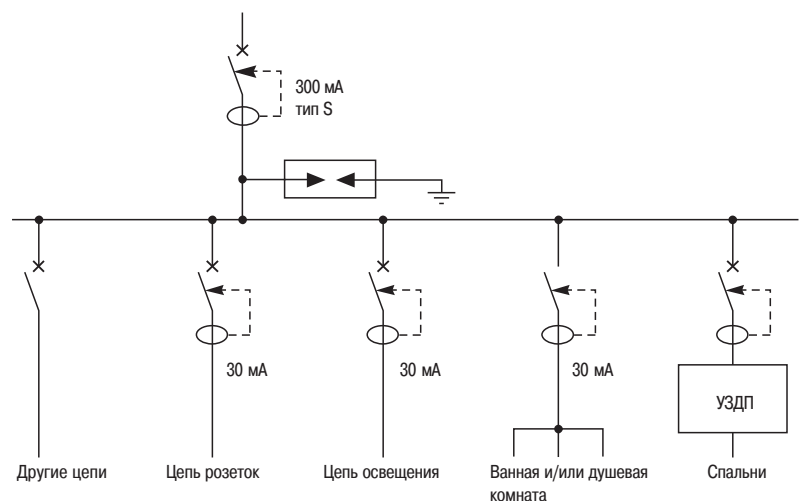 300 мА
тип S
30 мА
30 мА
30 мА
УЗДП
Другие цепи
Цепь розеток
Цепь освещения
Ванная и/или душевая
комната
Спальни